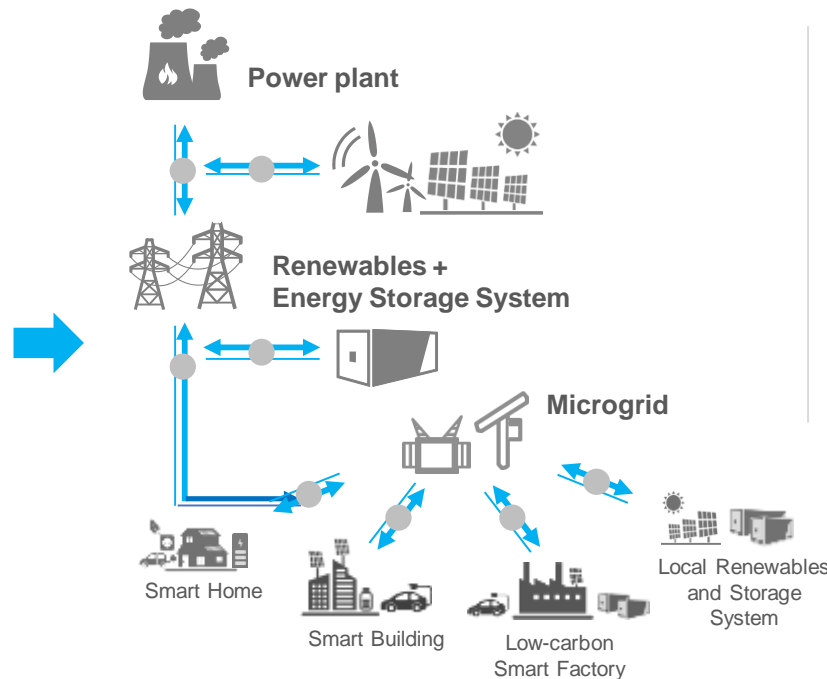 Power plant
Renewables +
Energy Storage System
Microgrid
Smart Home
Smart Building
Low-carbon
Smart Factory
Local Renewables
and Storage
System